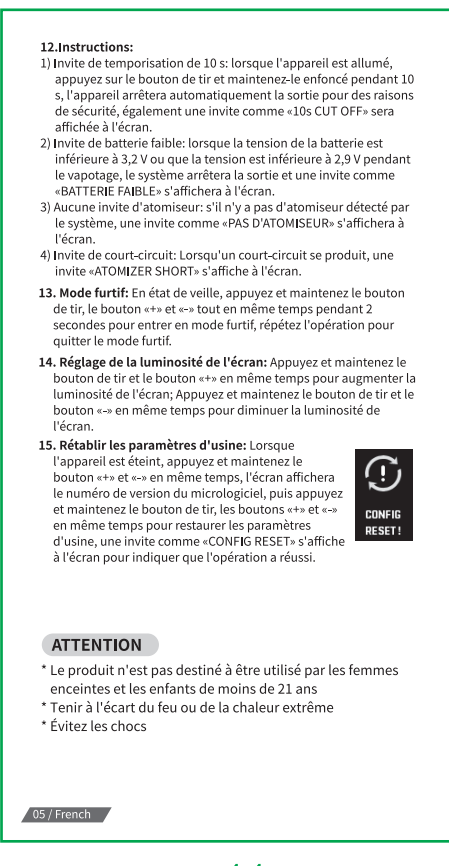 12.Instructions:
1) Invite de temporisation de 10 s: lorsque l'appareil est allumé,
appuyez sur le bouton de tir et maintenez-le enfoncé pendant 10
s, l'appareil arrêtera automatiquement la sortie pour des raisons
de sécurité, également une invite comme «10s CUT OFF» sera
affichée à l'écran.
2) Invite de batterie faible: lorsque la tension de la batterie est
inférieure à 3,2 V ou que la tension est inférieure à 2,9 V pendant
le vapotage, le système arrêtera la sortie et une invite comme
«BATTERIE FAIBLE» s'affichera à l'écran.
3) Aucune invite d'atomiseur: s'il n'y a pas d'atomiseur détecté par
le système, une invite comme «PAS D'ATOMISEUR» s'affichera à
l'écran.
4) Invite de court-circuit: Lorsqu'un court-circuit se produit, une
invite «ATOMIZER SHORT» s'affiche à l'écran.
13. Mode furtif: En état de veille, appuyez et maintenez le bouton
de tir, le bouton «+» et «-» tout en même temps pendant 2
secondes pour entrer en mode furtif, répétez l'opération pour
quitter le mode furtif.
14. Réglage de la luminosité de l'écran: Appuyez et maintenez le
bouton de tir et le bouton «+» en même temps pour augmenter la
luminosité de l'écran; Appuyez et maintenez le bouton de tir et le
bouton «-» en même temps pour diminuer la luminosité de
l'écran.
15. Rétablir les paramètres d'usine: Lorsque
l'appareil est éteint, appuyez et maintenez le
bouton «+» et «-» en même temps, l'écran affichera
le numéro de version du micrologiciel, puis appuyez
et maintenez le bouton de tir, les boutons «+» et «-»
en même temps pour restaurer les paramètres
d'usine, une invite comme «CONFIG RESET» s'affiche
à l'écran pour indiquer que l'opération a réussi.
CONFIG
RESET!
ATTENTION
* Le produit n'est pas destiné à être utilisé par les femmes
enceintes et les enfants de moins de 21 ans
* Tenir à l'écart du feu ou de la chaleur extrême
* Évitez les chocs
05 / French